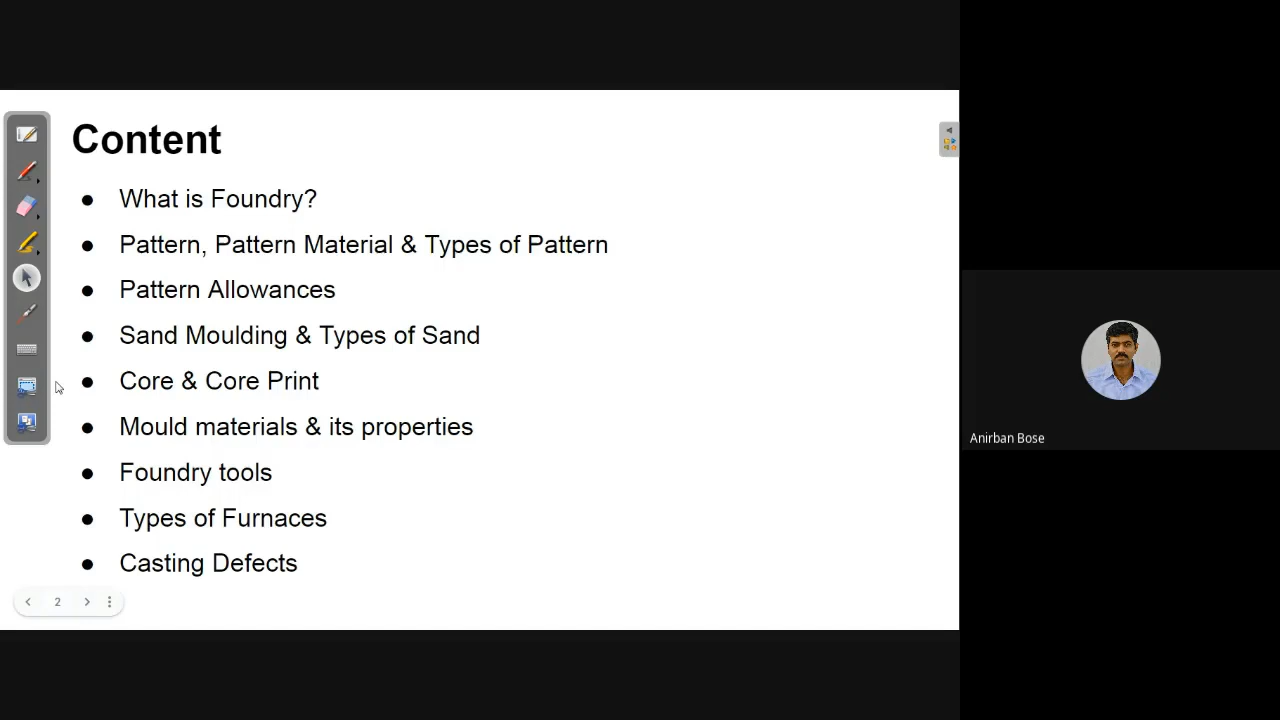 Content
● What is Foundry?
● Pattern, Pattern Material & Types of Pattern
● Pattern Allowances
● Sand Moulding & Types of Sand
● Core & Core Print
● Mould materials & its properties
● Foundry tools
● Types of Furnaces
● Casting Defects
2
Anirban Bose